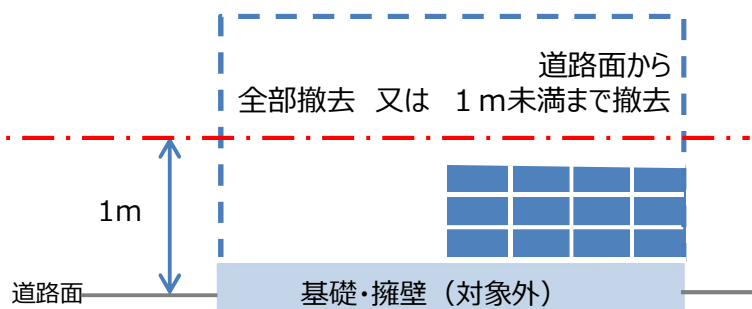 道路面から
全部撤去 又は 1m未満まで撤去
1m
道路面
基礎・擁壁（対象外）